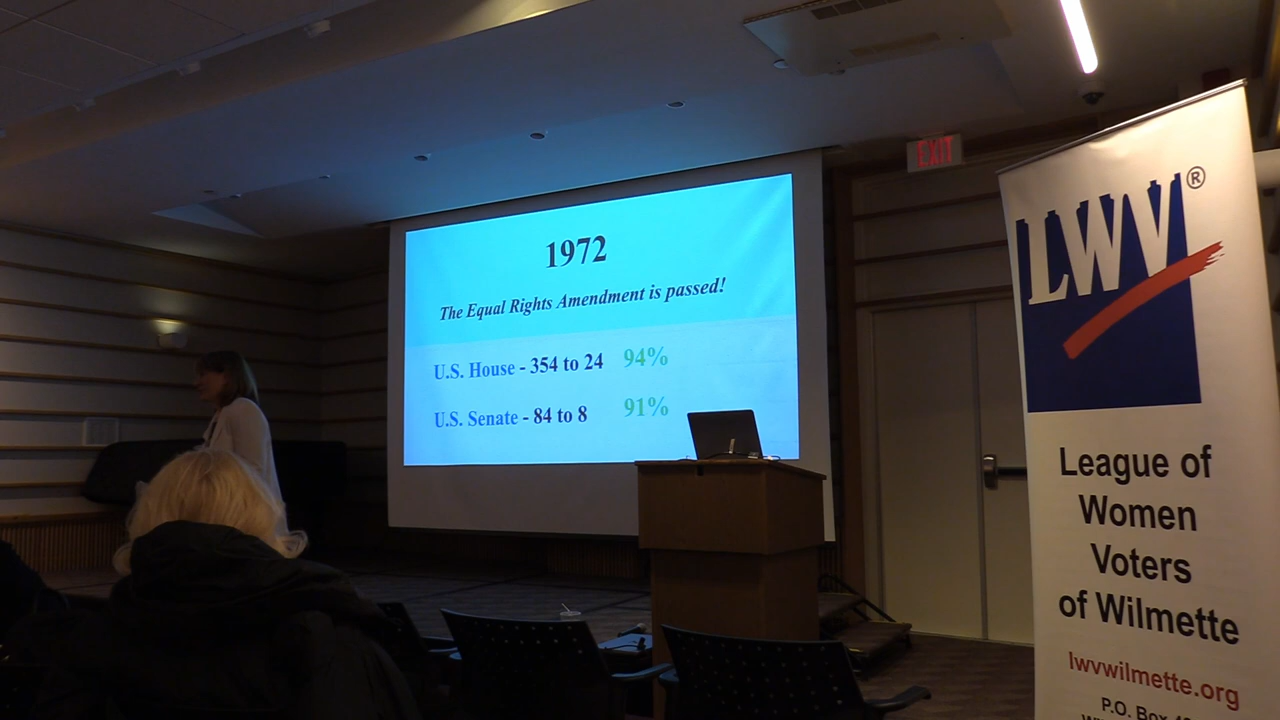 1972
The Equal Rights Amendment is passed!
U.S. House - 354 to 24 94%
U.S. Senate - 84 to 8 91%
EXIT
LWV®
League of
Women
Voters
of Wilmette
lwvwilmette.org
P.O. Box